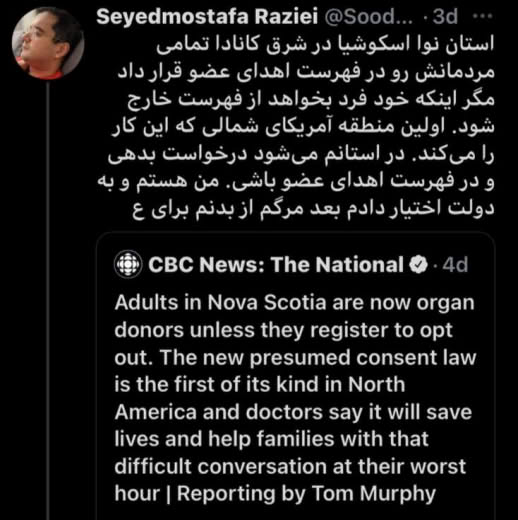 Seyedmostafa Raziei @Sood... · 3d
استان نوا اسکوشیا در شرق کانادا تمامی
مردمانش رو در فهرست اهدای عضو قرار داد
مگر اینکه خود فرد بخواهد از فهرست خارج
شود. اولین منطقه آمریکای شمالی که این کار
را می‌کند. در استانم می‌شود درخواست بدهی
و در فهرست اهدای عضو باشی. من هستم و به
دولت اختیار دادم بعد مرگم از بدنم برای ع
CBC News: The National · 4d
Adults in Nova Scotia are now organ
donors unless they register to opt
out. The new presumed consent law
is the first of its kind in North
America and doctors say it will save
lives and help families with that
difficult conversation at their worst
hour | Reporting by Tom Murphy